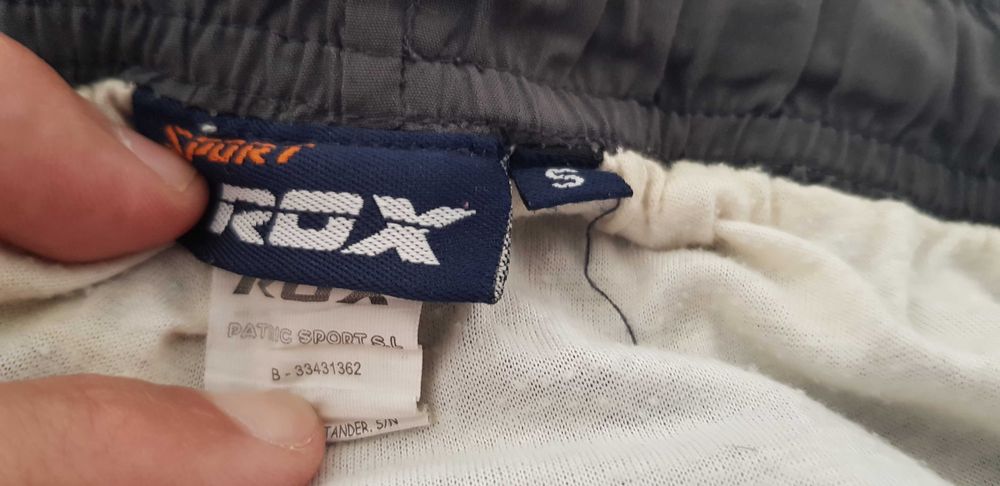 SPORT
ROX
S
ROX
PATRIC SPORT S.L.
B - 33431362
TANDER, S/N